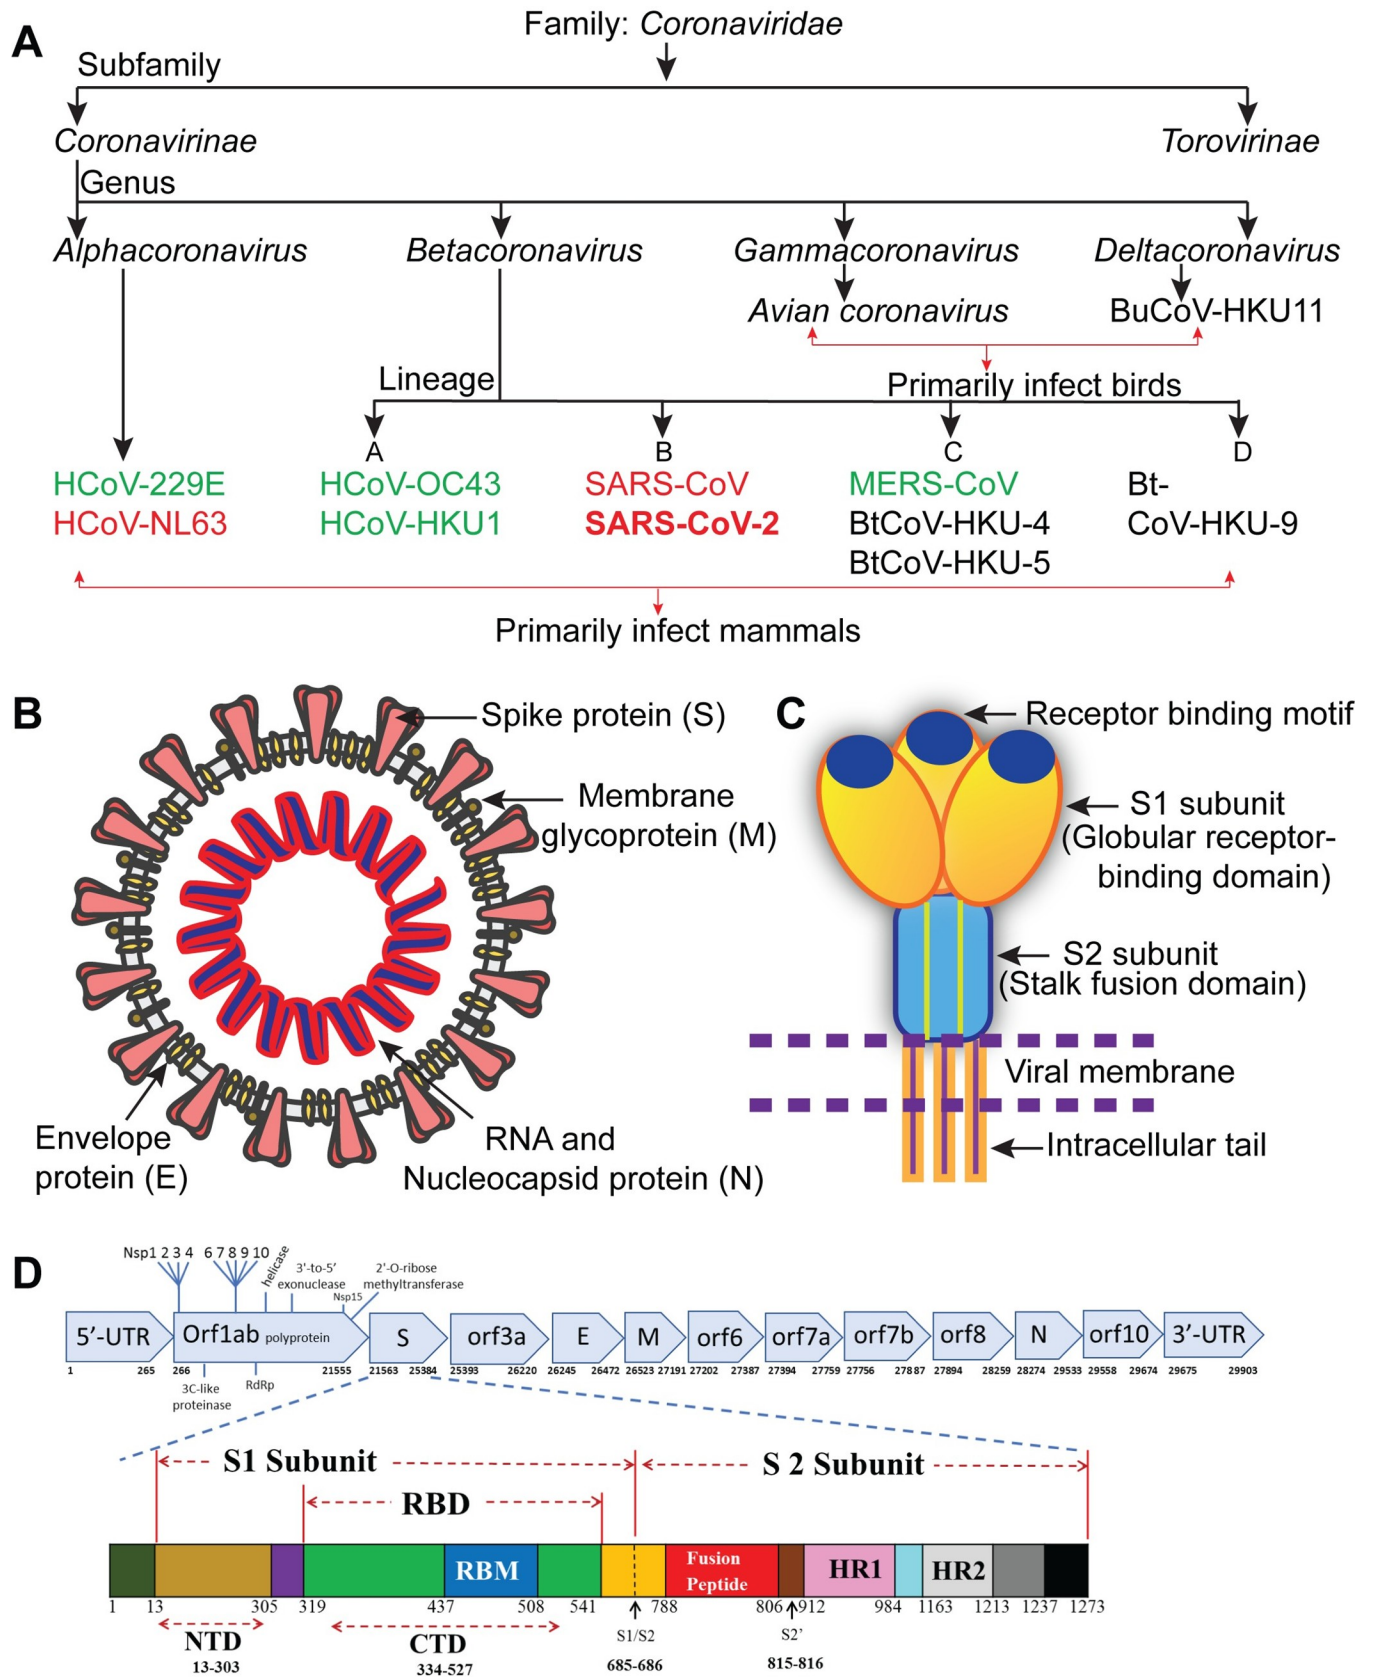 A
Family: Coronaviridae
Subfamily
Coronavirinae
Torovirinae
Genus
Alphacoronavirus
Betacoronavirus
Gammacoronavirus
Deltacoronavirus
Avian coronavirus
BuCoV-HKU11
Lineage
Primarily infect birds
A
B
C
D
HCoV-229E
HCoV-NL63
HCoV-OC43
HCoV-HKU1
SARS-CoV
SARS-CoV-2
MERS-CoV
BtCoV-HKU-4
BtCoV-HKU-5
Bt-
CoV-HKU-9
Primarily infect mammals
B
Spike protein (S)
Membrane
glycoprotein (M)
Envelope
protein (E)
RNA and
Nucleocapsid protein (N)
C
Receptor binding motif
S1 subunit
(Globular receptor-
binding domain)
S2 subunit
(Stalk fusion domain)
Viral membrane
Intracellular tail
D
Nsp1 2 3 4 6 7 8 9 10
helicase
3'-to-5'
exonuclease
Nsp15
2'-O-ribose
methyltransferase
5′-UTR
Orf1ab polyprotein
S
orf3a
E
M
orf6
orf7a
orf7b
orf8
N
orf10
3′-UTR
1 265 266 21555 21563 25384 25393 26220 26245 26472 26523 27191 27202 27387 27394 27759 27756 27887 27894 28259 28274 29533 29558 29674 29675 29903
3C-like
proteinase
RdRp
S1 Subunit
S 2 Subunit
RBD
RBM
Fusion
Peptide
HR1
HR2
1 13 305 319 437 508 541 788 806 912 984 1163 1213 1237 1273
NTD
13-303
CTD
334-527
S1/S2
685-686
S2’
815-816